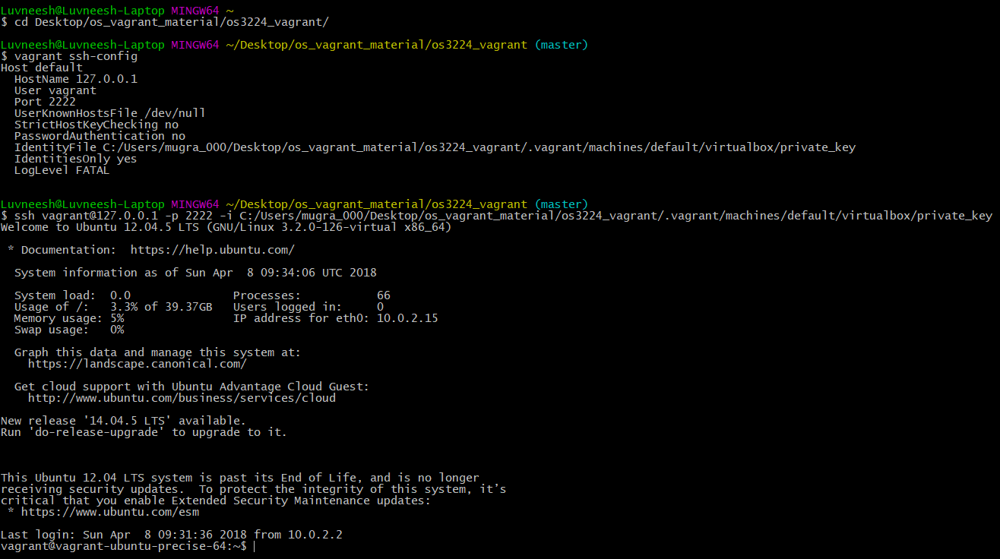 Luvneesh@Luvneesh-Laptop MINGW64 ~
$ cd Desktop/os_vagrant_material/os3224_vagrant/
Luvneesh@Luvneesh-Laptop MINGW64 ~/Desktop/os_vagrant_material/os3224_vagrant (master)
$ vagrant ssh-config
Host default
  HostName 127.0.0.1
  User vagrant
  Port 2222
  UserKnownHostsFile /dev/null
  StrictHostKeyChecking no
  PasswordAuthentication no
  IdentityFile C:/Users/mugra_000/Desktop/os_vagrant_material/os3224_vagrant/.vagrant/machines/default/virtualbox/private_key
  IdentitiesOnly yes
  LogLevel FATAL
Luvneesh@Luvneesh-Laptop MINGW64 ~/Desktop/os_vagrant_material/os3224_vagrant (master)
$ ssh vagrant@127.0.0.1 -p 2222 -i C:/Users/mugra_000/Desktop/os_vagrant_material/os3224_vagrant/.vagrant/machines/default/virtualbox/private_key
Welcome to Ubuntu 12.04.5 LTS (GNU/Linux 3.2.0-126-virtual x86_64)
 * Documentation:  https://help.ubuntu.com/
  System information as of Sun Apr  8 09:34:06 UTC 2018
  System load:  0.0               Processes:           66
  Usage of /:   3.3% of 39.37GB   Users logged in:     0
  Memory usage: 5%                IP address for eth0: 10.0.2.15
  Swap usage:   0%
  Graph this data and manage this system at:
    https://landscape.canonical.com/
  Get cloud support with Ubuntu Advantage Cloud Guest:
    http://www.ubuntu.com/business/services/cloud
New release '14.04.5 LTS' available.
Run 'do-release-upgrade' to upgrade to it.
This Ubuntu 12.04 LTS system is past its End of Life, and is no longer
receiving security updates.  To protect the integrity of this system, it’s
critical that you enable Extended Security Maintenance updates:
 * https://www.ubuntu.com/esm
Last login: Sun Apr  8 09:31:36 2018 from 10.0.2.2
vagrant@vagrant-ubuntu-precise-64:~$